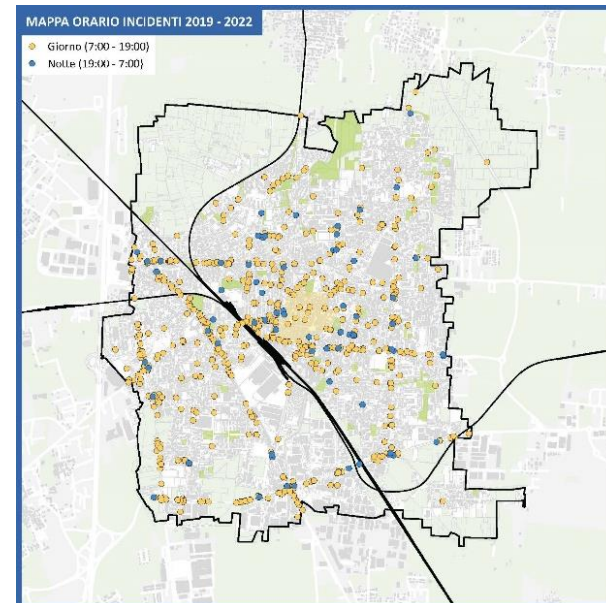 MAPPA ORARIO INCIDENTI 2019 - 2022
Giorno (7:00 - 19:00)
Notte (19:00 - 7:00)